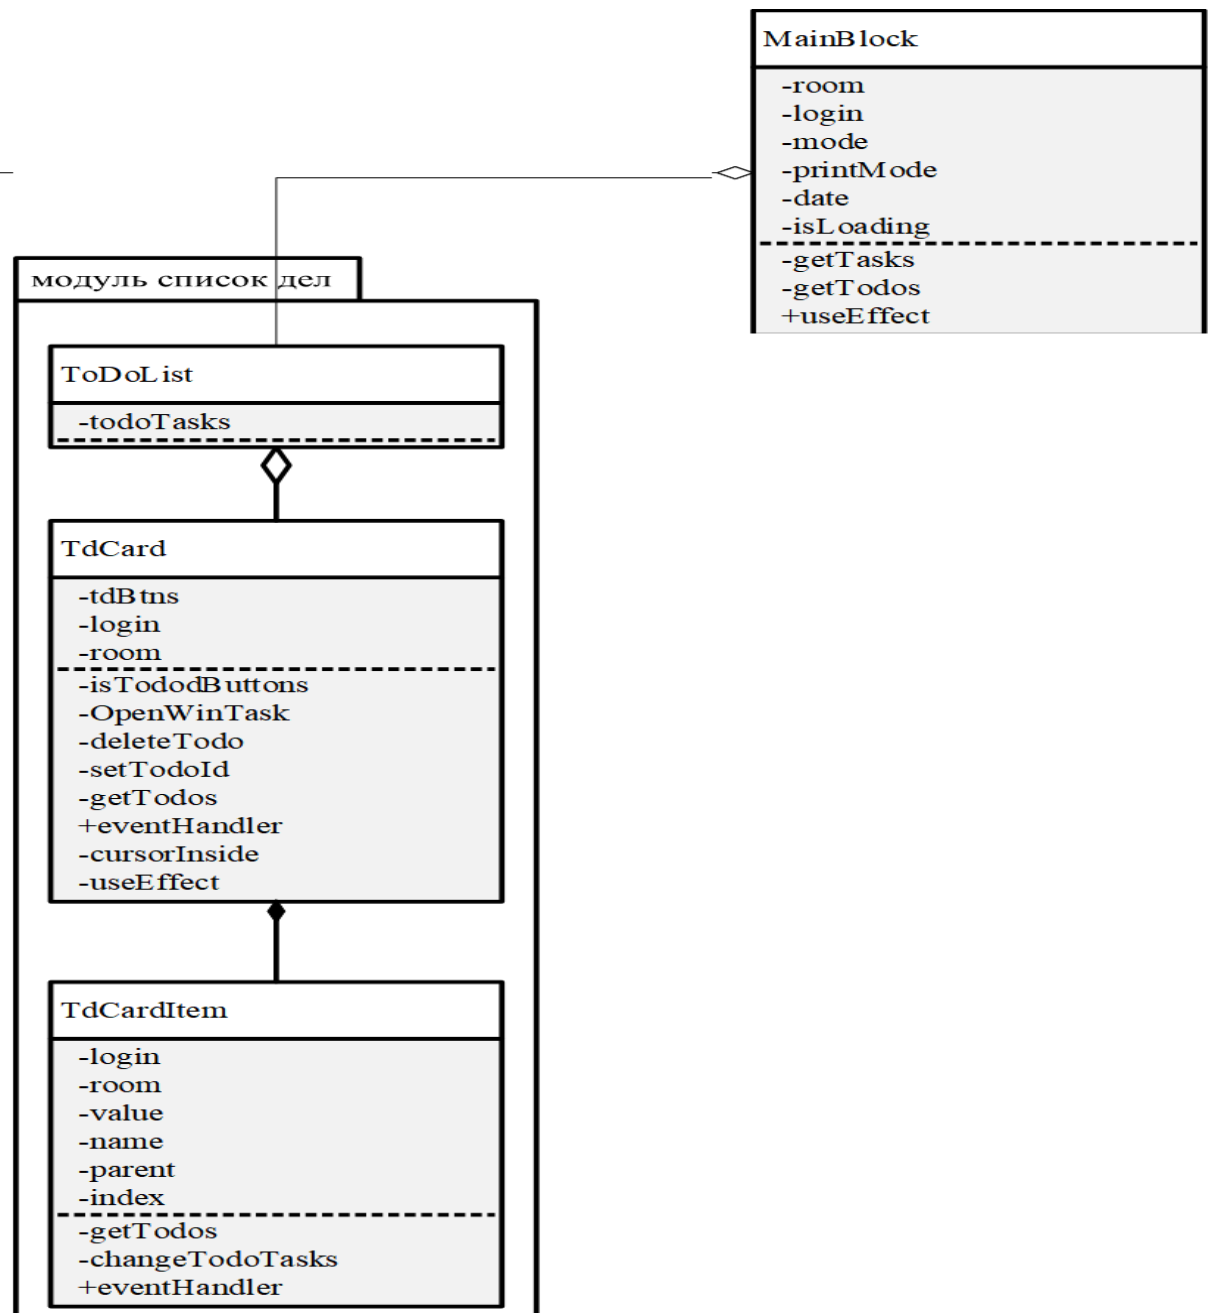 MainBlock
-room
-login
-mode
-printMode
-date
-isLoading
-getTasks
-getTodos
+useEffect
модуль список дел
ToDoList
-todoTasks
TdCard
-tdBtns
-login
-room
-isTododButtons
-OpenWinTask
-deleteTodo
-setTodoId
-getTodos
+eventHandler
-cursorInside
-useEffect
TdCardItem
-login
-room
-value
-name
-parent
-index
-getTodos
-changeTodoTasks
+eventHandler